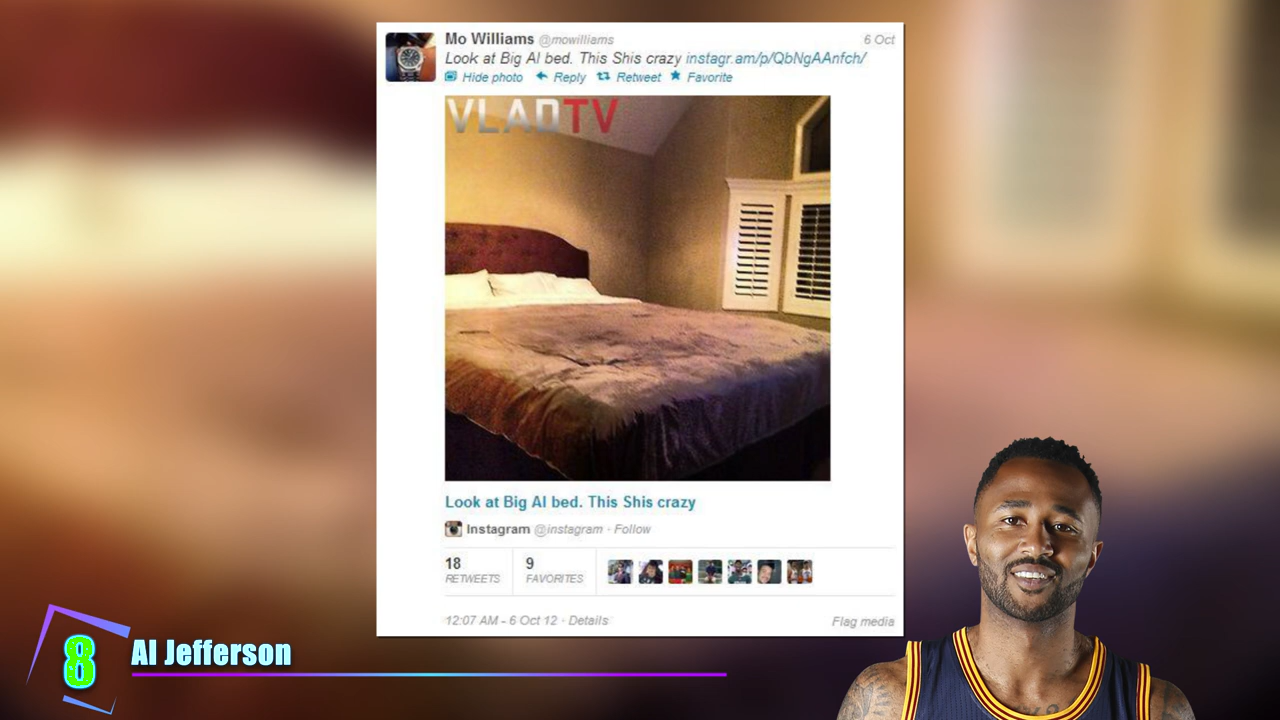 Mo Williams @mowilliams 6 Oct
Look at Big Al bed. This Shis crazy instagr.am/p/QbNgAAnfch/
Hide photo Reply Retweet Favorite
VLADTV
Look at Big Al bed. This Shis crazy
Instagram @instagram · Follow
18 9
RETWEETS FAVORITES
12:07 AM - 6 Oct 12 · Details Flag media
8 Al Jefferson